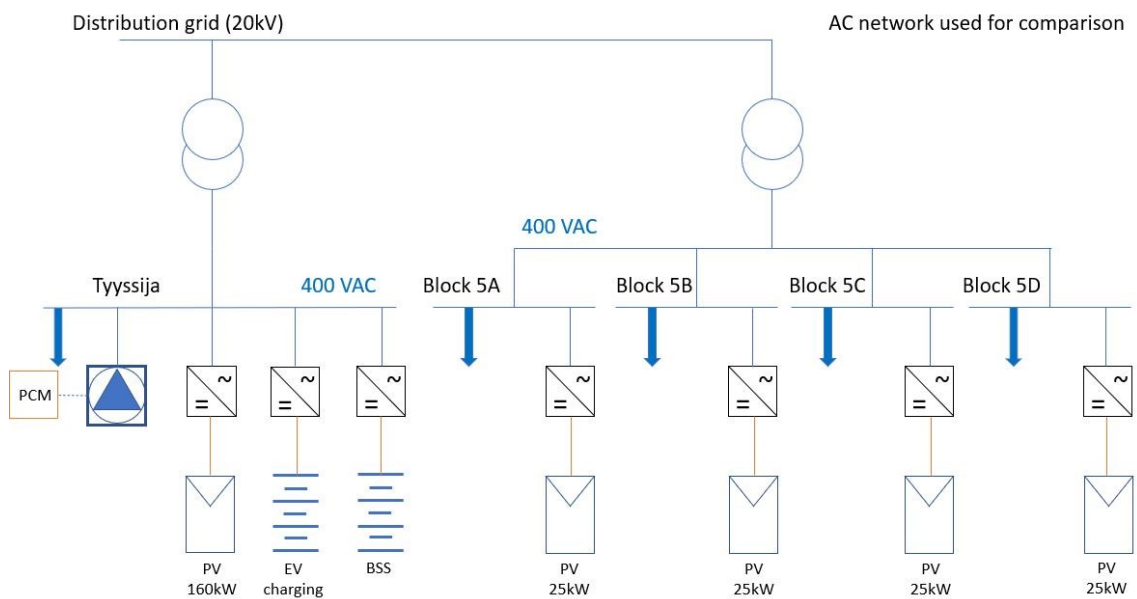 Distribution grid (20kV)
AC network used for comparison
400 VAC
Tyyssija
400 VAC
Block 5A
Block 5B
Block 5C
Block 5D
PCM
~
=
~
=
~
=
~
=
~
=
~
=
~
=
PV
160kW
EV
charging
BSS
PV
25kW
PV
25kW
PV
25kW
PV
25kW